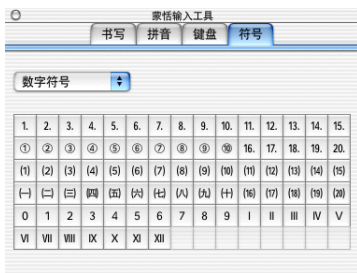 蒙恬输入工具
书写 拼音 键盘 符号
数字符号
1. 2. 3. 4. 5. 6. 7. 8. 9. 10. 11. 12. 13. 14. 15.
① ② ③ ④ ⑤ ⑥ ⑦ ⑧ ⑨ ⑩ 16. 17. 18. 19. 20.
(1) (2) (3) (4) (5) (6) (7) (8) (9) (10) (11) (12) (13) (14) (15)
(一) (二) (三) (四) (五) (六) (七) (八) (九) (十) (16) (17) (18) (19) (20)
0 1 2 3 4 5 6 7 8 9 Ⅰ Ⅱ Ⅲ Ⅳ Ⅴ
Ⅵ Ⅶ Ⅷ Ⅸ Ⅹ Ⅺ Ⅻ